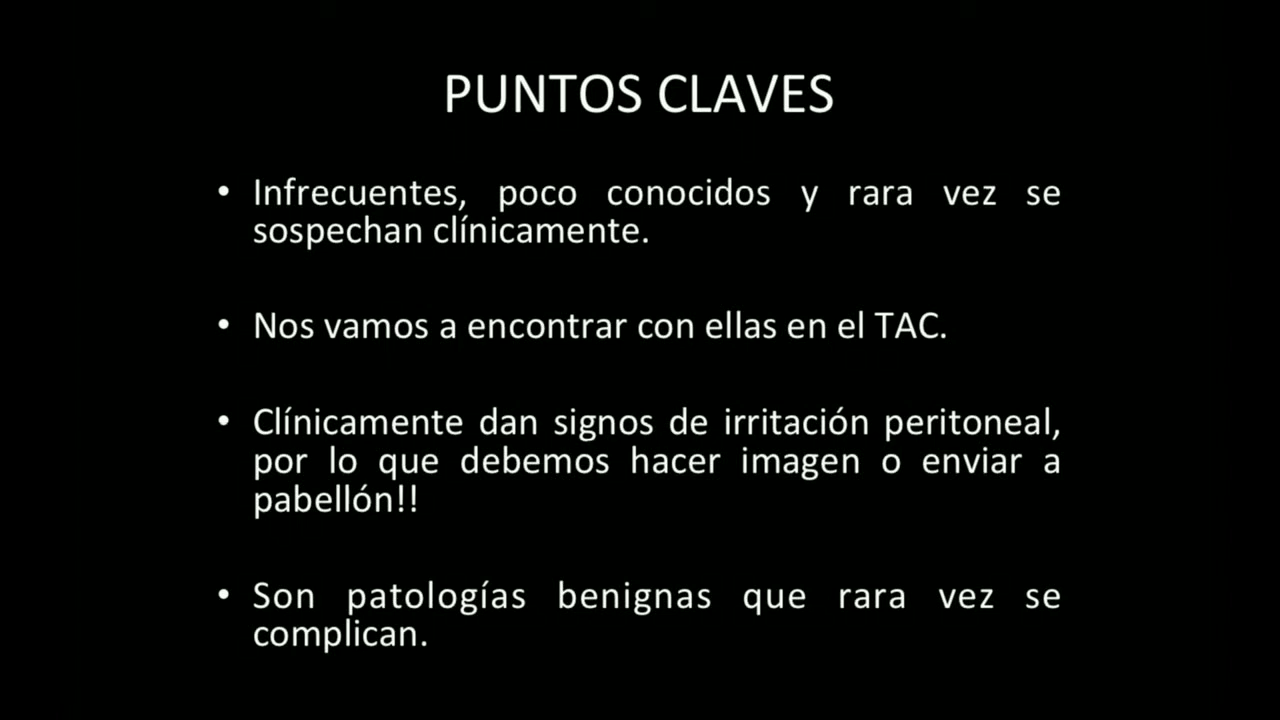 PUNTOS CLAVES
• Infrecuentes, poco conocidos y rara vez se
sospechan clínicamente.
• Nos vamos a encontrar con ellas en el TAC.
• Clínicamente dan signos de irritación peritoneal,
por lo que debemos hacer imagen o enviar a
pabellón!!
• Son patologías benignas que rara vez se
complican.